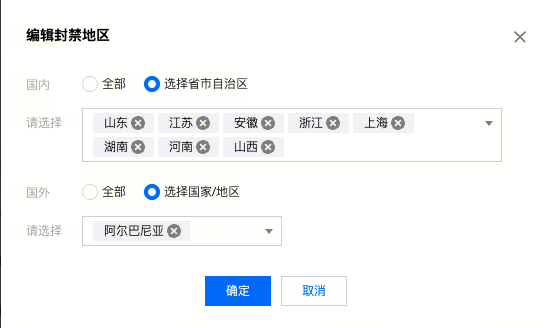 编辑封禁地区
国内 全部 选择省市自治区
请选择 山东 江苏 安徽 浙江 上海
湖南 河南 山西
国外 全部 选择国家/地区
请选择 阿尔巴尼亚
确定 取消